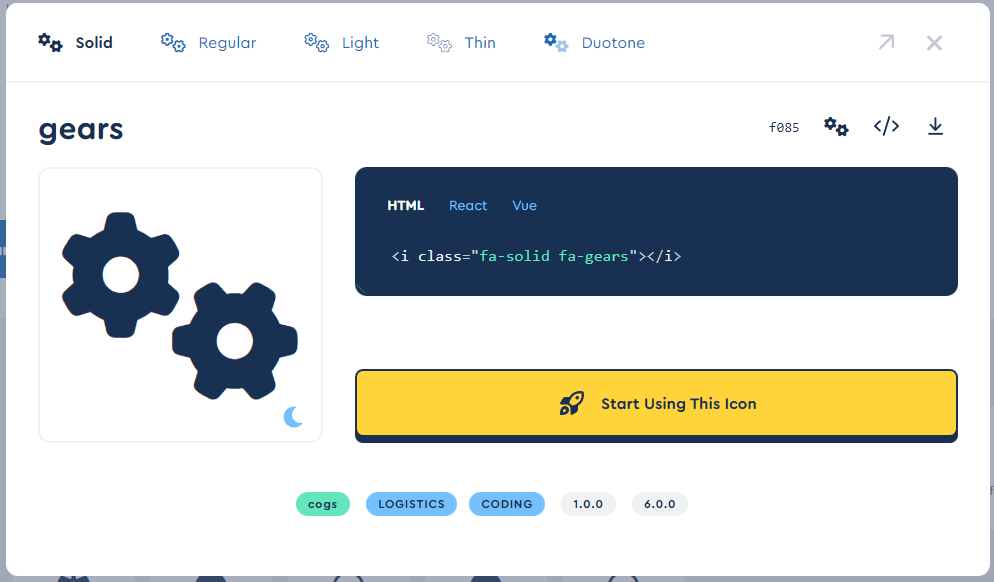 Solid Regular Light Thin Duotone
gears
f085
HTML React Vue
<i class="fa-solid fa-gears"></i>
Start Using This Icon
cogs LOGISTICS CODING 1.0.0 6.0.0